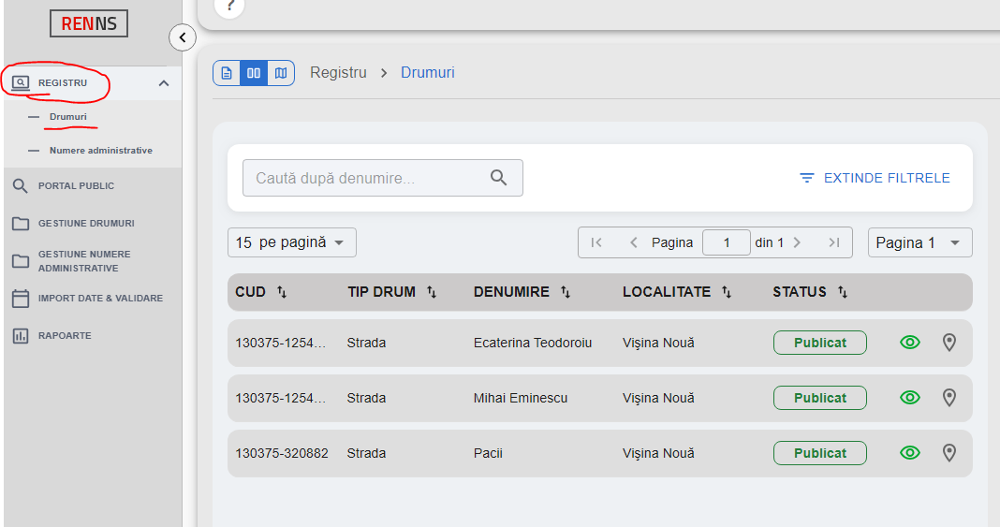 ?
RENNS
REGISTRU
Drumuri
Numere administrative
PORTAL PUBLIC
GESTIUNE DRUMURI
GESTIUNE NUMERE
ADMINISTRATIVE
IMPORT DATE & VALIDARE
RAPOARTE
Registru > Drumuri
Caută după denumire...
EXTINDE FILTRELE
15 pe pagină
Pagina 1 din 1
Pagina 1
CUD TIP DRUM DENUMIRE LOCALITATE STATUS
130375-1254... Strada Ecaterina Teodoroiu Vișina Nouă Publicat
130375-1254... Strada Mihai Eminescu Vișina Nouă Publicat
130375-320882 Strada Pacii Vișina Nouă Publicat